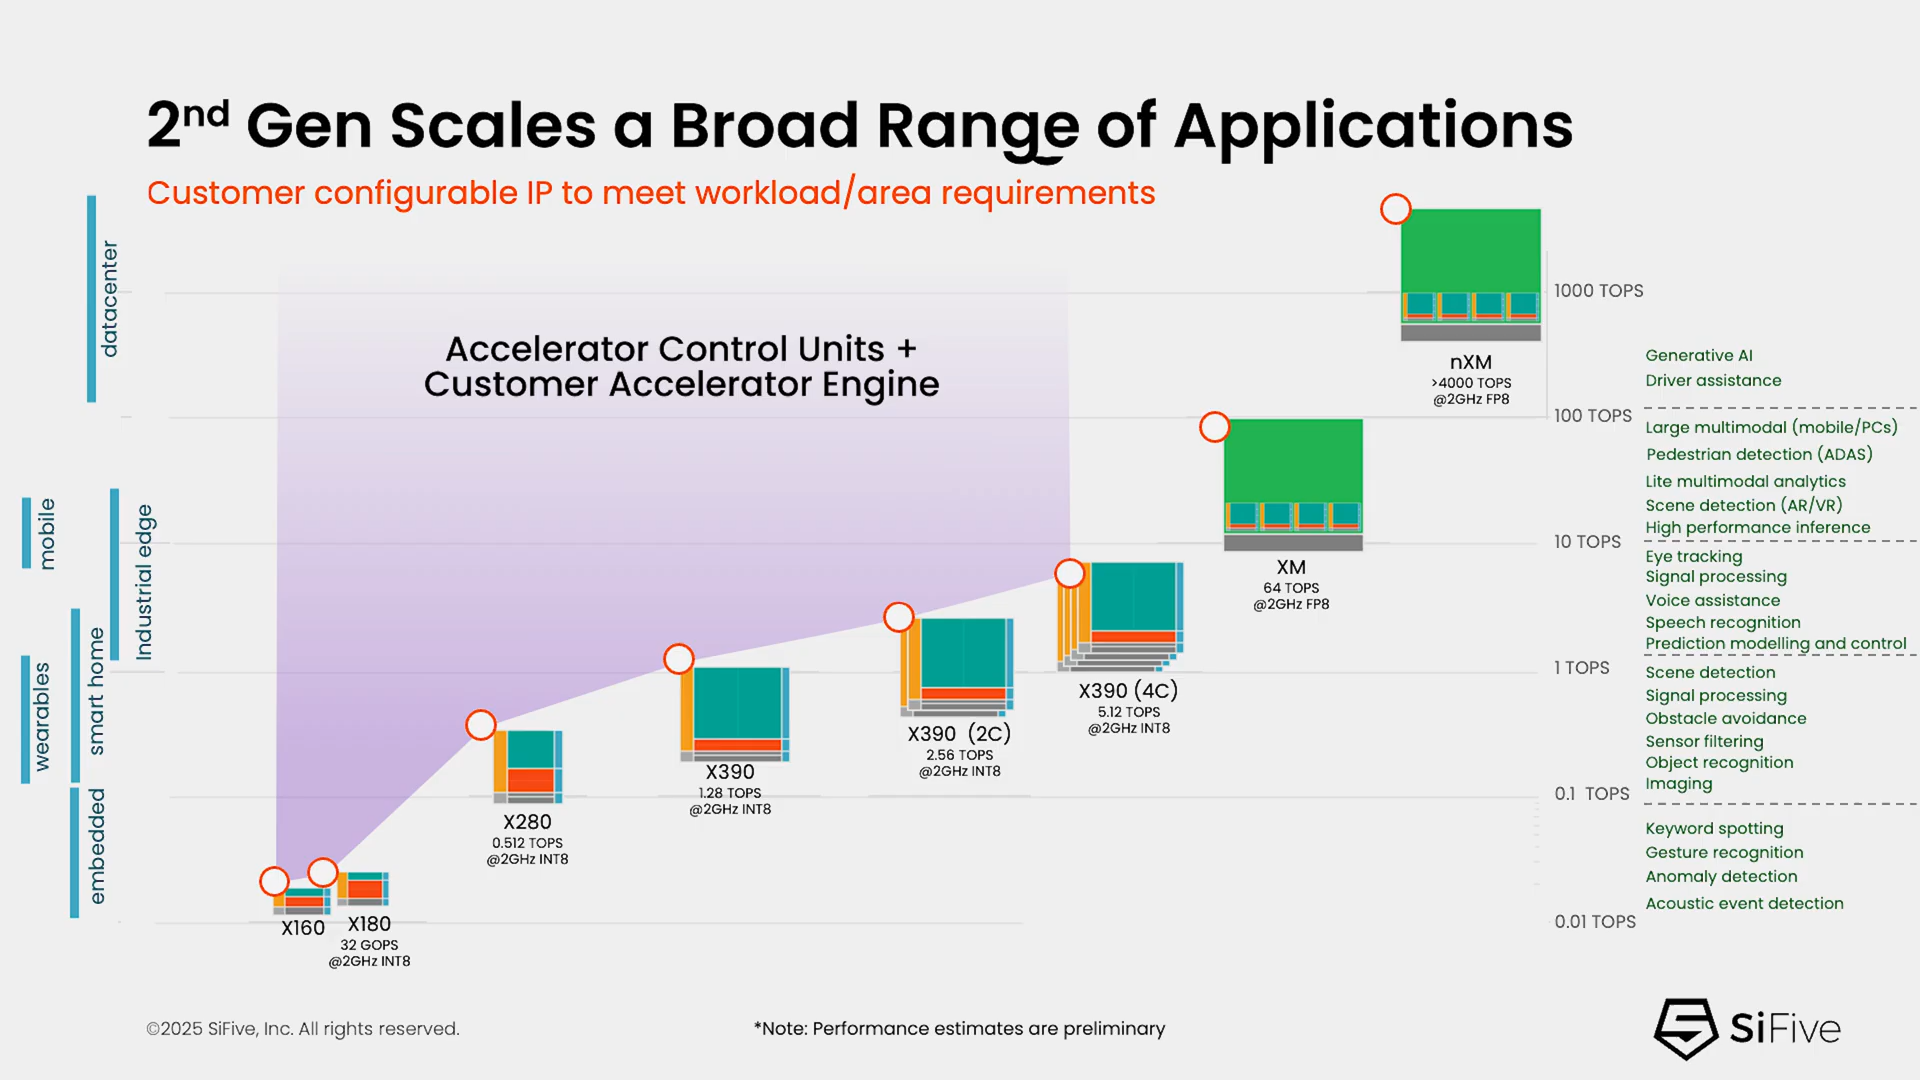 2nd Gen Scales a Broad Range of Applications
Customer configurable IP to meet workload/area requirements
datacenter
mobile
Industrial edge
smart home
wearables
embedded
Accelerator Control Units +
Customer Accelerator Engine
X160
X180
32 GOPS
@2GHz INT8
X280
0.512 TOPS
@2GHz INT8
X390
1.28 TOPS
@2GHz INT8
X390 (2C)
2.56 TOPS
@2GHz INT8
X390 (4C)
5.12 TOPS
@2GHz INT8
XM
64 TOPS
@2GHz FP8
nXM
>4000 TOPS
@2GHz FP8
1000 TOPS
100 TOPS
10 TOPS
1 TOPS
0.1 TOPS
0.01 TOPS
Generative AI
Driver assistance
Large multimodal (mobile/PCs)
Pedestrian detection (ADAS)
Lite multimodal analytics
Scene detection (AR/VR)
High performance inference
Eye tracking
Signal processing
Voice assistance
Speech recognition
Prediction modelling and control
Scene detection
Signal processing
Obstacle avoidance
Sensor filtering
Object recognition
Imaging
Keyword spotting
Gesture recognition
Anomaly detection
Acoustic event detection
©2025 SiFive, Inc. All rights reserved.
*Note: Performance estimates are preliminary
SiFive